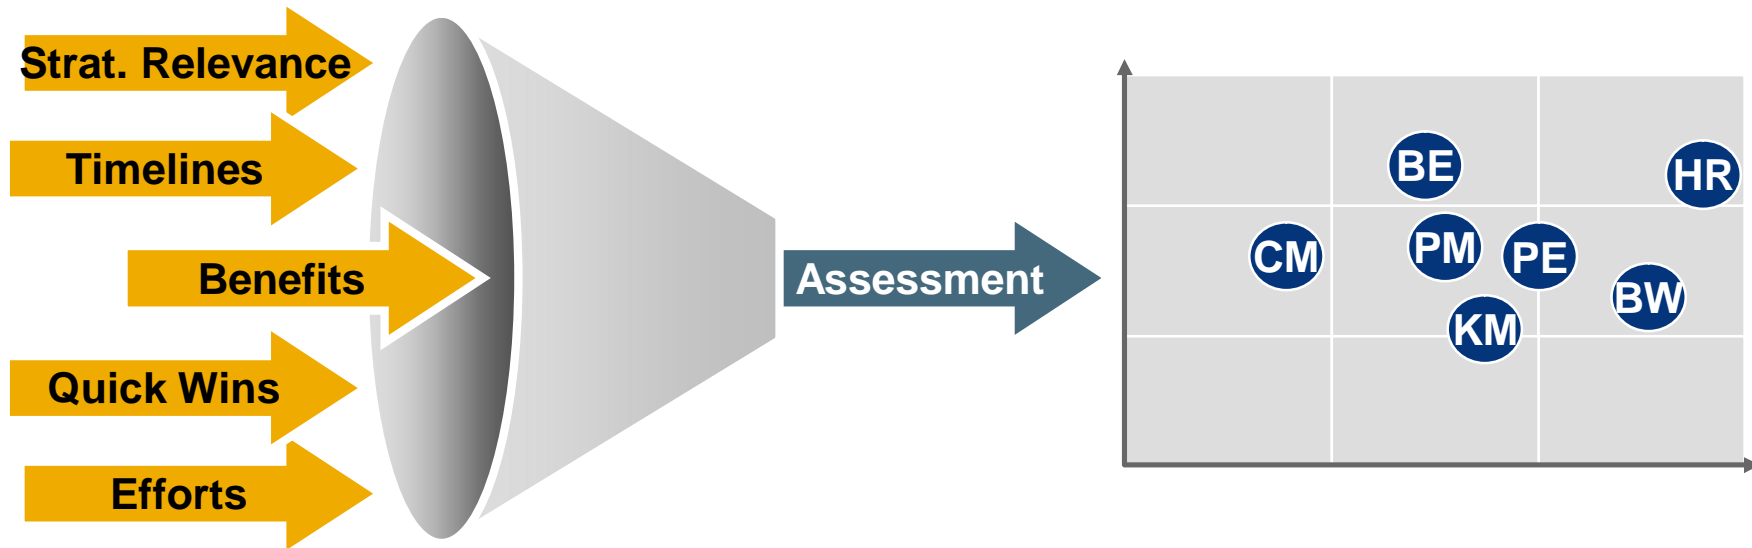 Strat. Relevance
Timelines
Benefits
Quick Wins
Efforts
Assessment
BE
HR
CM
PM
PE
BW
KM